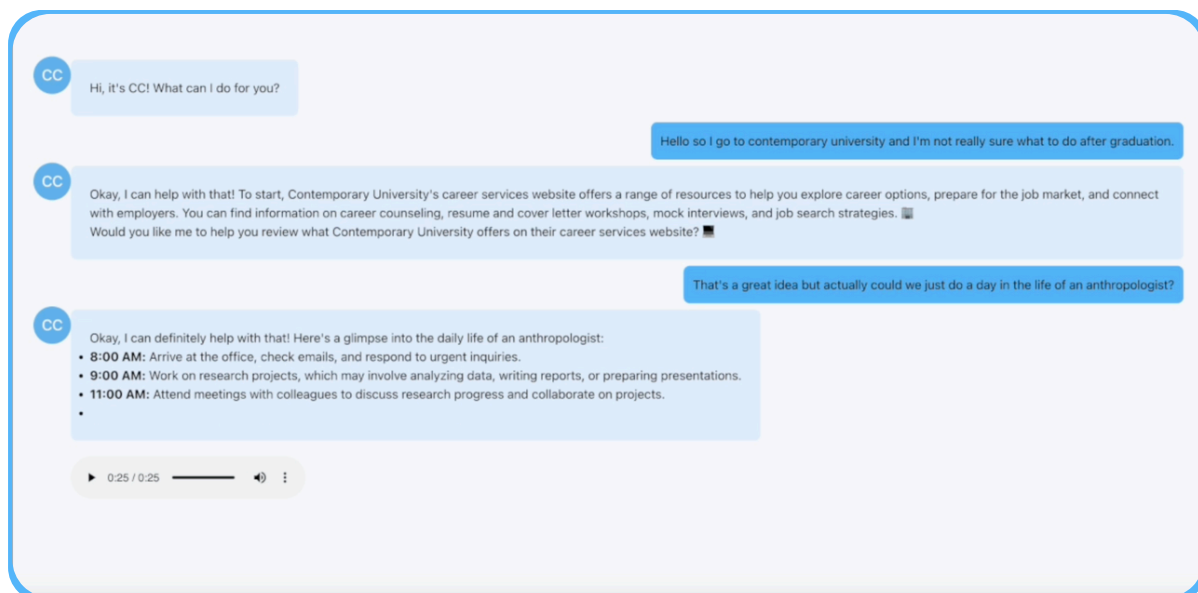 CC
Hi, it's CC! What can I do for you?
Hello so I go to contemporary university and I'm not really sure what to do after graduation.
CC
Okay, I can help with that! To start, Contemporary University's career services website offers a range of resources to help you explore career options, prepare for the job market, and connect
with employers. You can find information on career counseling, resume and cover letter workshops, mock interviews, and job search strategies.
Would you like me to help you review what Contemporary University offers on their career services website?
That's a great idea but actually could we just do a day in the life of an anthropologist?
CC
Okay, I can definitely help with that! Here's a glimpse into the daily life of an anthropologist:
• 8:00 AM: Arrive at the office, check emails, and respond to urgent inquiries.
• 9:00 AM: Work on research projects, which may involve analyzing data, writing reports, or preparing presentations.
• 11:00 AM: Attend meetings with colleagues to discuss research progress and collaborate on projects.
•
0:25 / 0:25